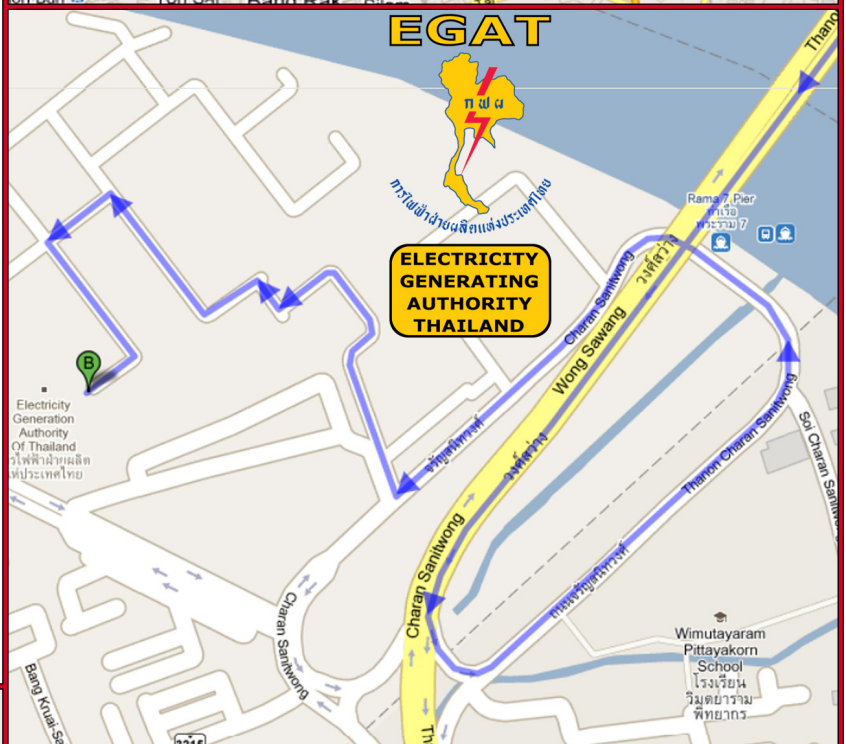 EGAT
กฟผ
การไฟฟ้าฝ่ายผลิตแห่งประเทศไทย
ELECTRICITY
GENERATING
AUTHORITY
THAILAND
Rama 7 Pier
ท่าเรือ
พระราม 7
วงศ์สว่าง
Charan Sanitwong
Wong Sawang
B
Electricity
Generation
Authority
Of Thailand
จรัญสนิทวงศ์
วงศ์สว่าง
Thanon Charan Sanitwong
Soi Charan
Charan Sanitwong
ถนนจรัญสนิทวงศ์
Charan Sanitwong
Wimutayaram
Pittayakorn
School
โรงเรียน
วิมุตยาราม
พิทยากร
Bang Kruai-Sa
3215